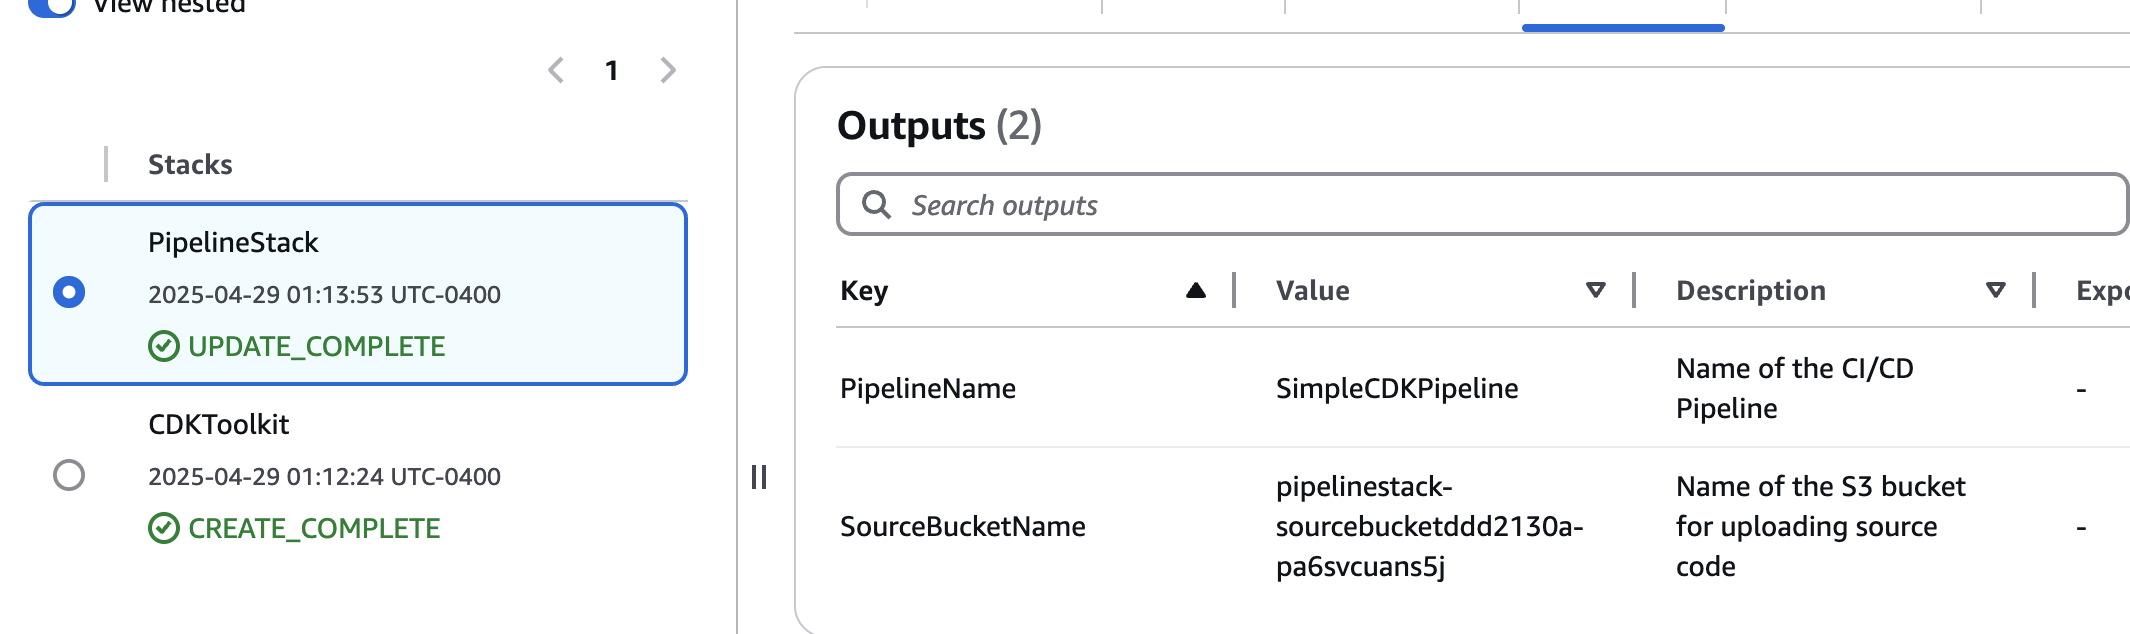 View nested
1
Stacks
PipelineStack
2025-04-29 01:13:53 UTC-0400
UPDATE_COMPLETE
CDKToolkit
2025-04-29 01:12:24 UTC-0400
CREATE_COMPLETE
Outputs (2)
Search outputs
Key Value Description Expo
PipelineName SimpleCDKPipeline Name of the CI/CD
Pipeline -
SourceBucketName pipelinestack-
sourcebucketddd2130a-
pa6svcuans5j Name of the S3 bucket
for uploading source
code -